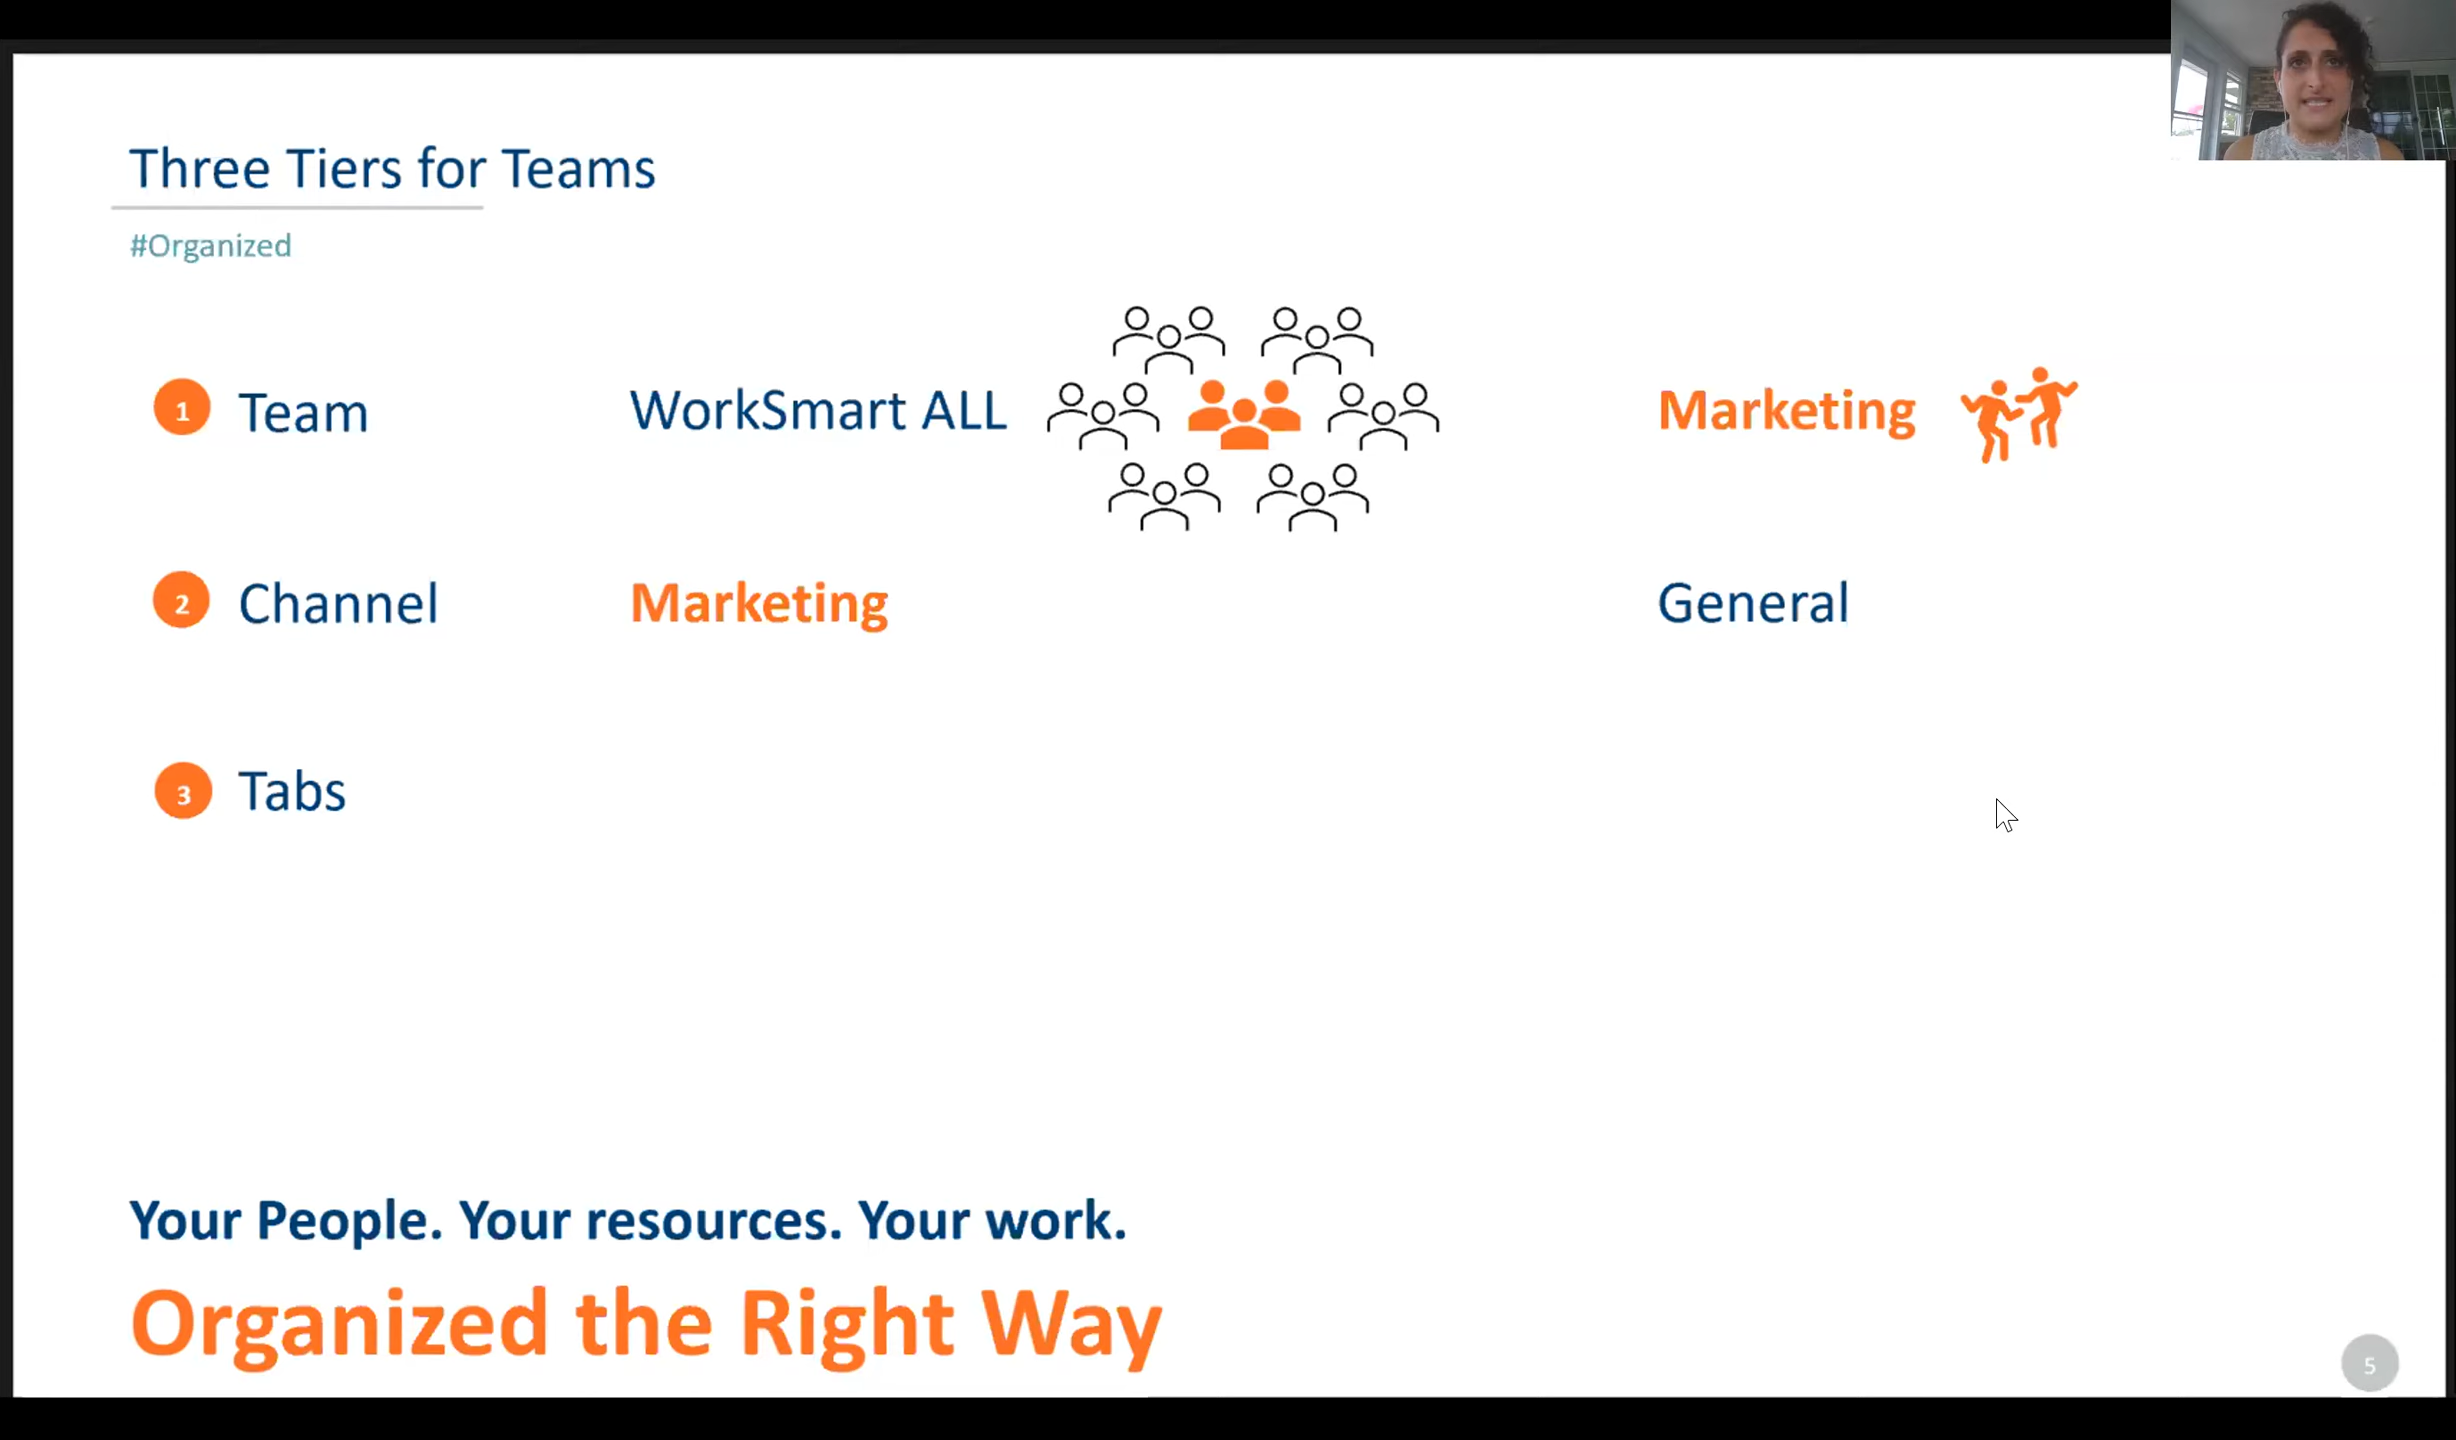 Three Tiers for Teams
#Organized
1 Team WorkSmart ALL Marketing
2 Channel Marketing General
3 Tabs
Your People. Your resources. Your work.
Organized the Right Way
5